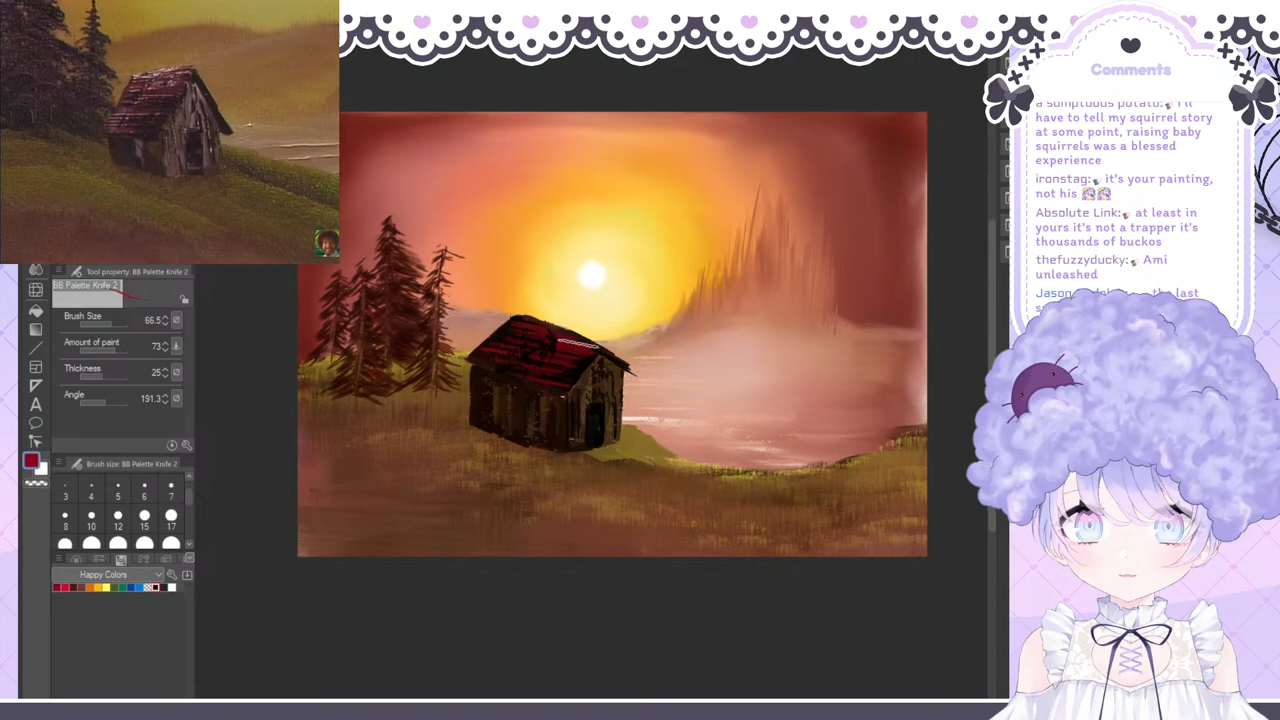 Comments
a sumptuous potato: I'll
have to tell my squirrel story
at some point, raising baby
squirrels was a blessed
experience
ironstag: it's your painting,
not his
Absolute Link: at least in
yours it's not a trapper it's
thousands of buckos
thefuzzyducky: Ami
unleashed
the last
Tool property: BB Palette Knife 2
BB Palette Knife 2
Brush Size 66.5
Amount of paint 73
Thickness 25
Angle 191.3
Brush size: BB Palette Knife 2
3 4 5 6 7
8 10 12 15 17
Happy Colors